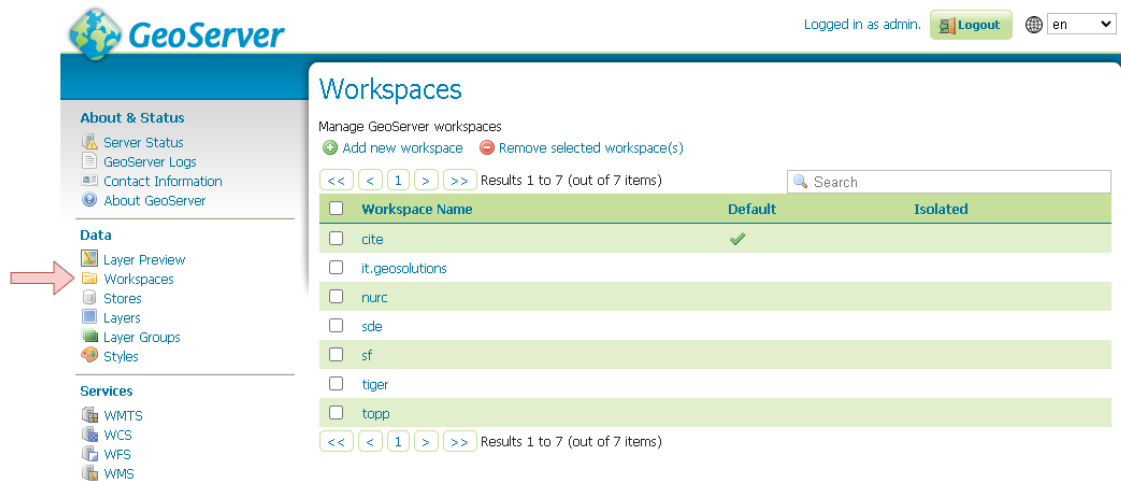 GeoServer
Logged in as admin. Logout en
About & Status
Server Status
GeoServer Logs
Contact Information
About GeoServer
Data
Layer Preview
Workspaces
Stores
Layers
Layer Groups
Styles
Services
WMTS
WCS
WFS
WMS
Workspaces
Manage GeoServer workspaces
Add new workspace Remove selected workspace(s)
<< < 1 > >> Results 1 to 7 (out of 7 items) Search
Workspace Name Default Isolated
cite
it.geosolutions
nurc
sde
sf
tiger
topp
<< < 1 > >> Results 1 to 7 (out of 7 items)